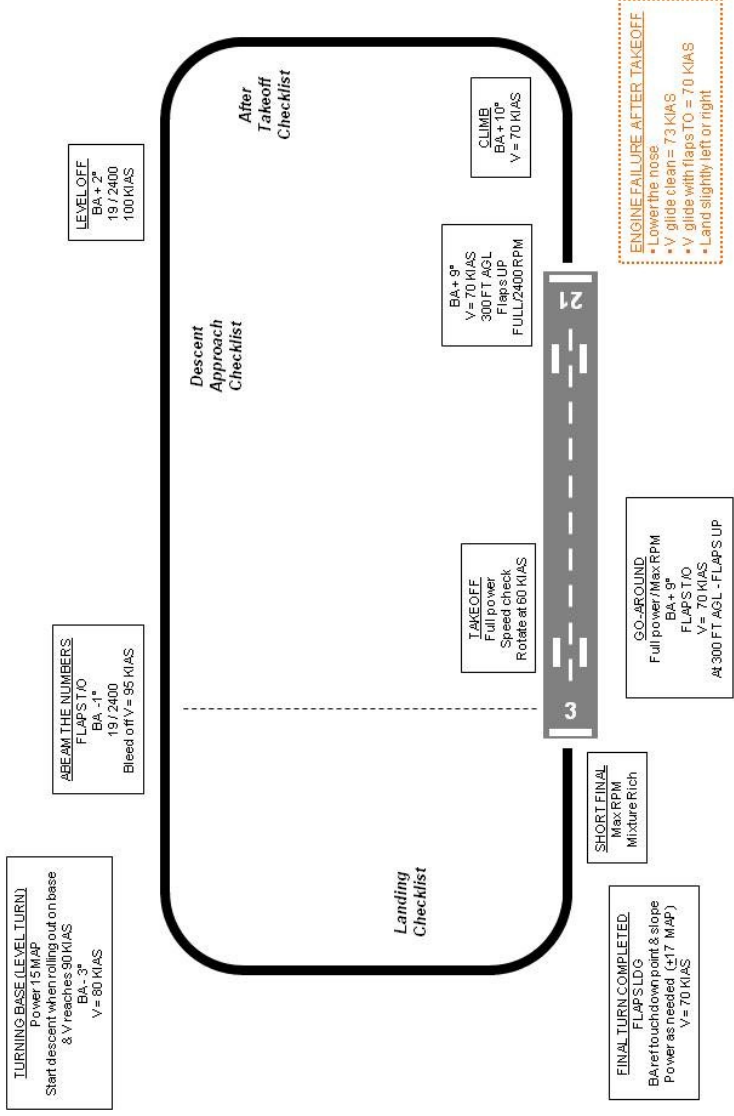 TURNING BASE (LEVEL TURN)
Power 15 MAP
Start descent when rolling out on base
& V reaches 90 KIAS
BA - 3°
V = 80 KIAS
ABEAM THE NUMBERS
FLAPS T/O
BA -1°
19 / 2400
Bleed off V = 95 KIAS
LEVEL OFF
BA + 2°
19 / 2400
100 KIAS
Descent
Approach
Checklist
After
Takeoff
Checklist
Landing
Checklist
TAKEOFF
Full power
Speed check
Rotate at 60 KIAS
BA + 9°
V = 70 KIAS
300 FT AGL
Flaps UP
FULL/2400 RPM
CLIMB
BA + 10°
V = 70 KIAS
3
21
SHORT FINAL
Max RPM
Mixture Rich
FINAL TURN COMPLETED
FLAPS LDG
BA ref touchdown point & slope
Power as needed (±17 MAP)
V = 70 KIAS
GO-AROUND
Full power / Max RPM
BA + 9°
FLAPS T/O
V = 70 KIAS
At 300 FT AGL - FLAPS UP
ENGINE FAILURE AFTER TAKEOFF
• Lower the nose
• V glide clean = 73 KIAS
• V glide with flaps TO = 70 KIAS
• Land slightly left or right